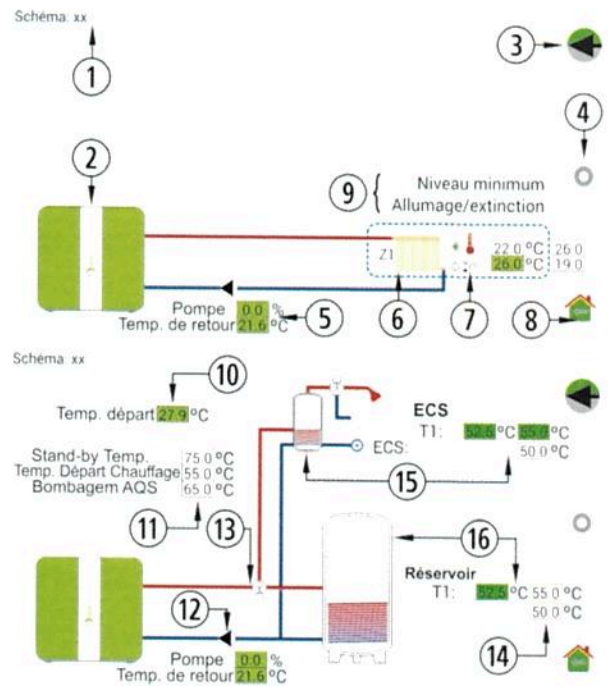 Schéma: xx
1
2
3
4
9
Niveau minimum
Allumage/extinction
Z1
22.0 °C 26.0
26.0 °C 19.0
Pompe 0.0 %
Temp. de retour 21.6 °C
5
6
7
8
Schéma: xx
10
Temp. départ 27.9 °C
ECS
T1: 52.5 °C 55.0 °C
ECS: 50.0 °C
Stand-by Temp. 75.0 °C
Temp. Départ Chauffage 55.0 °C
Bombagem AQS 65.0 °C
15
11
13
16
Réservoir
T1: 52.5 °C 55.0 °C
50.0 °C
12
14
Pompe 0.0 %
Temp. de retour 21.6 °C